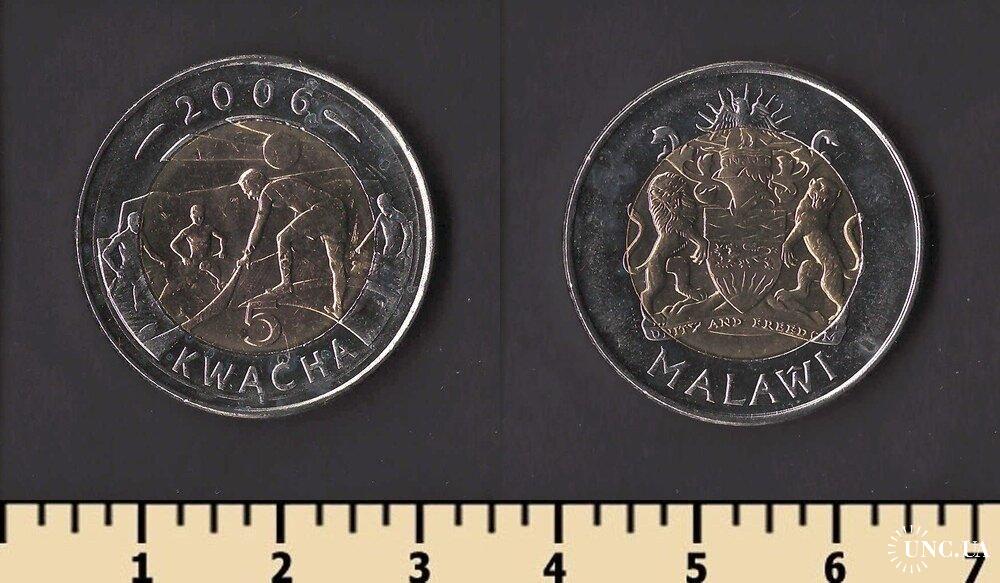 2006
5
KWACHA
UNITY AND FREEDOM
MALAWI
1 2 3 4 5 6 7
UNC.UA